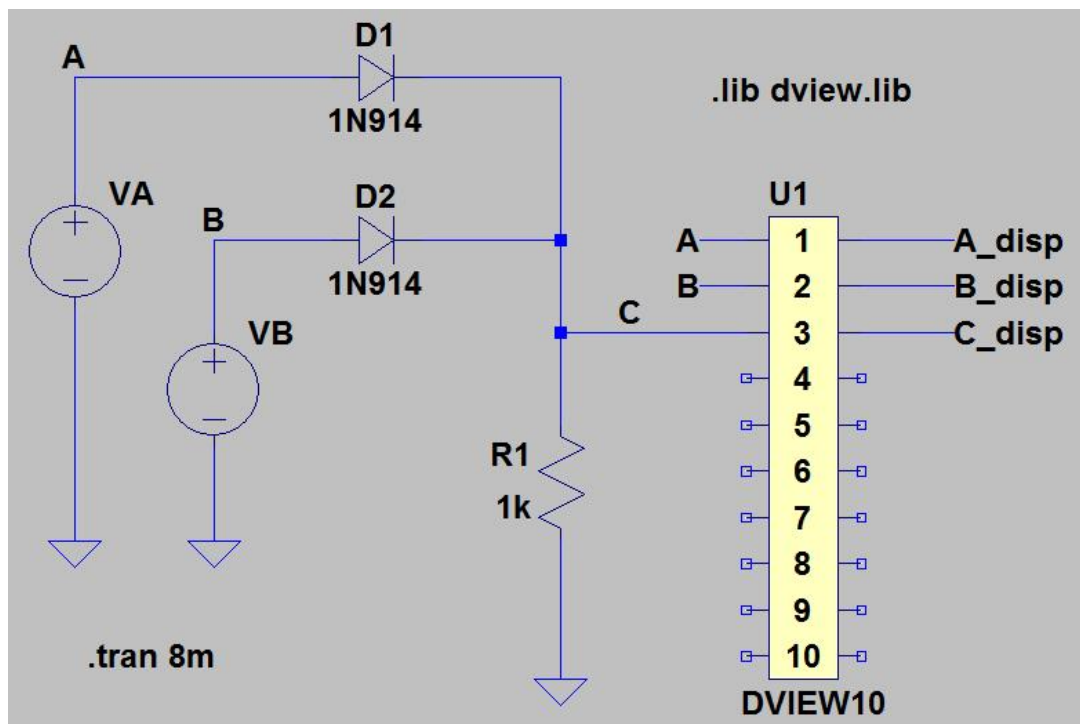 D1
A
1N914
.lib dview.lib
VA
D2
B
1N914
U1
A 1 A_disp
B 2 B_disp
C 3 C_disp
VB
4
5
R1
6
1k
7
8
9
.tran 8m
10
DVIEW10